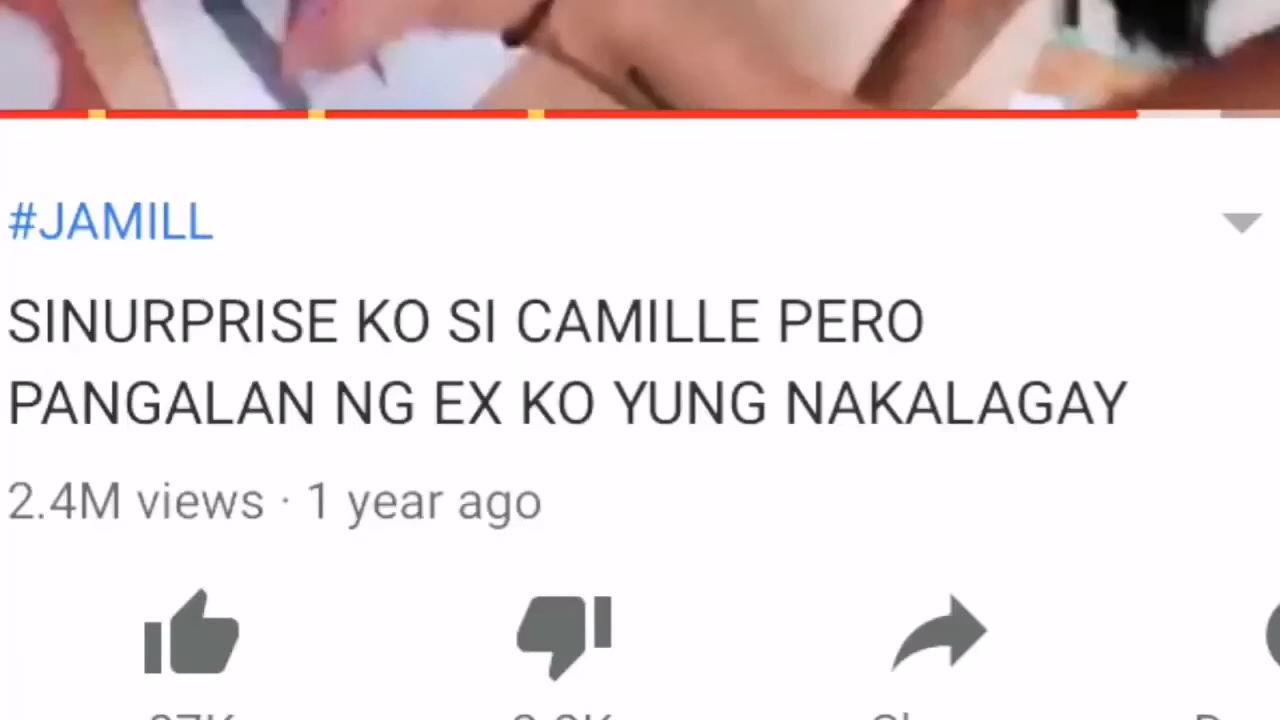 #JAMILL
SINURPRISE KO SI CAMILLE PERO
PANGALAN NG EX KO YUNG NAKALAGAY
2.4M views · 1 year ago